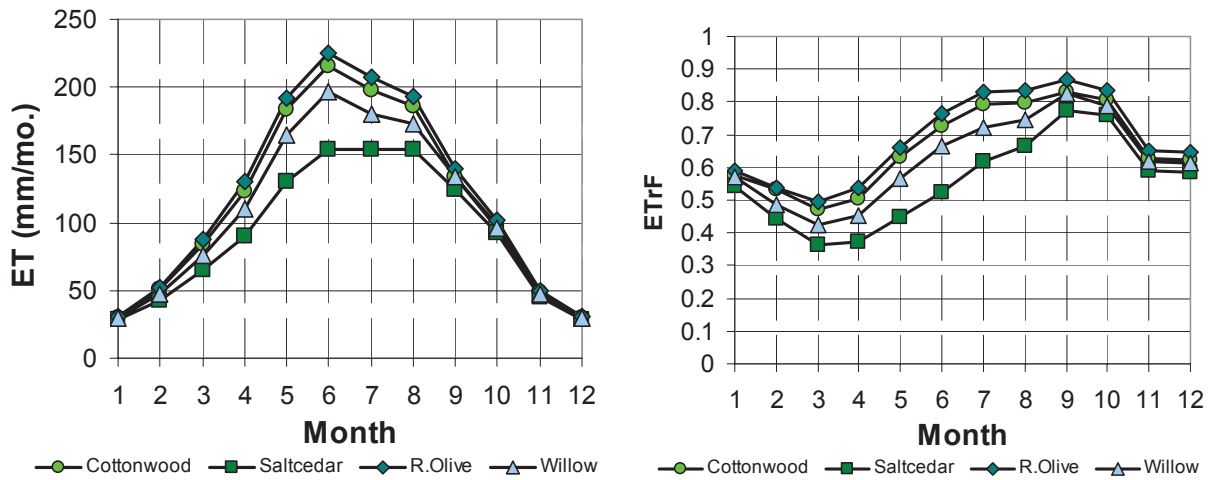 ET (mm/mo.)
250
200
150
100
50
0
1 2 3 4 5 6 7 8 9 10 11 12
Month
Cottonwood Saltcedar R.Olive Willow
ETrF
1
0.9
0.8
0.7
0.6
0.5
0.4
0.3
0.2
0.1
0
1 2 3 4 5 6 7 8 9 10 11 12
Month
Cottonwood Saltcedar R.Olive Willow